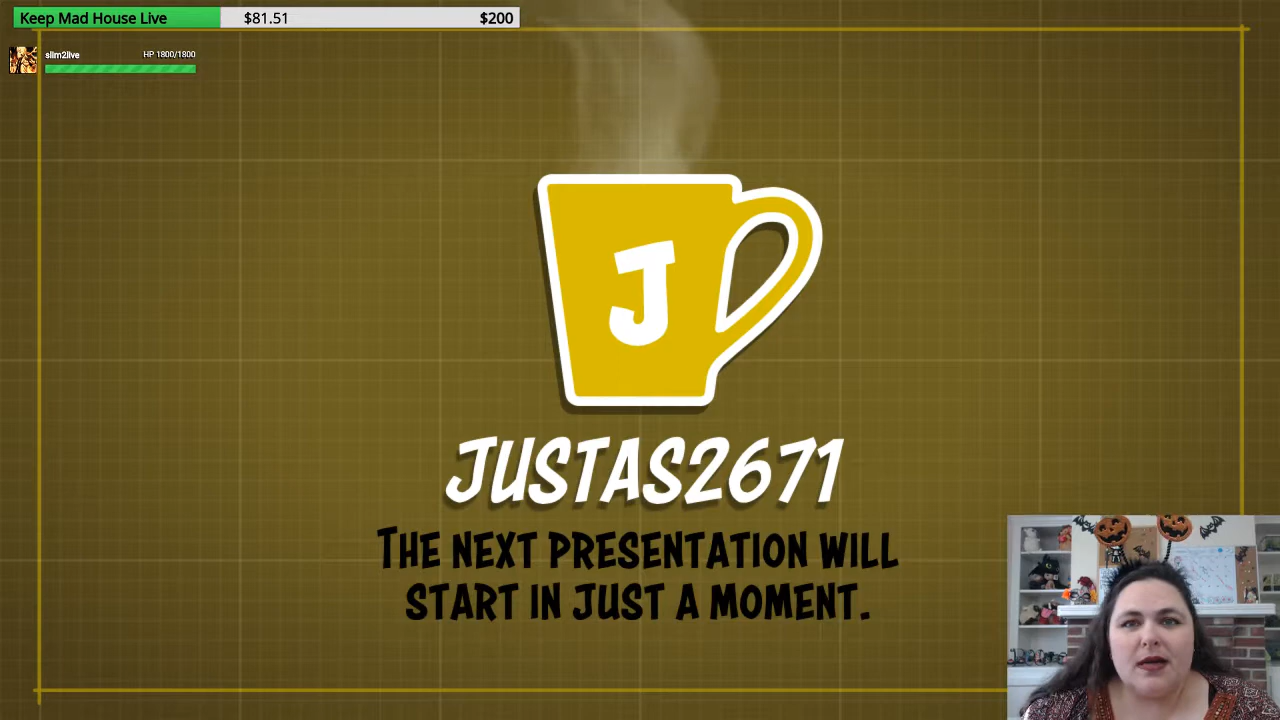 Keep Mad House Live $81.51 $200
slim2live HP 1800/1800
J
JUSTAS2671
THE NEXT PRESENTATION WILL
START IN JUST A MOMENT.